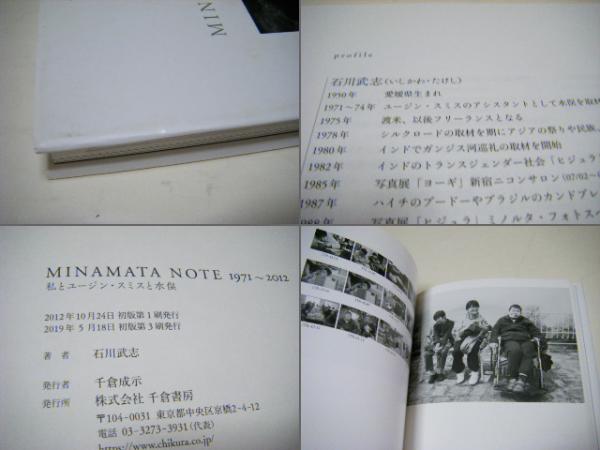 MIN
profile
石川武志(いしかわ・たけし)
1950年 愛媛県生まれ
1971〜74年 ユージン・スミスのアシスタントとして水俣を取材
1975年 渡米、以後フリーランスとなる
1978年 シルクロードの取材を期にアジアの祭りや民族、
1980年 インドでガンジス河巡礼の取材を開始
1982年 インドのトランスジェンダー社会「ヒジュラ
1985年 写真展「ヨーギ」新宿ニコンサロン(07/02〜0
1987年 ハイチのブードーやブラジルのカンドブレ
1988年 写真展「ヒジュラ」ミノルタ・フォトスペ
MINAMATA NOTE 1971〜2012
私とユージン・スミスと水俣
2012年10月24日 初版第1刷発行
2019年 5月18日 初版第3刷発行
著者 石川武志
発行者 千倉成示
発行所 株式会社 千倉書房
〒104-0031 東京都中央区京橋2-4-12
電話 03-3273-3931(代表)
https://www.chikura.co.jp/